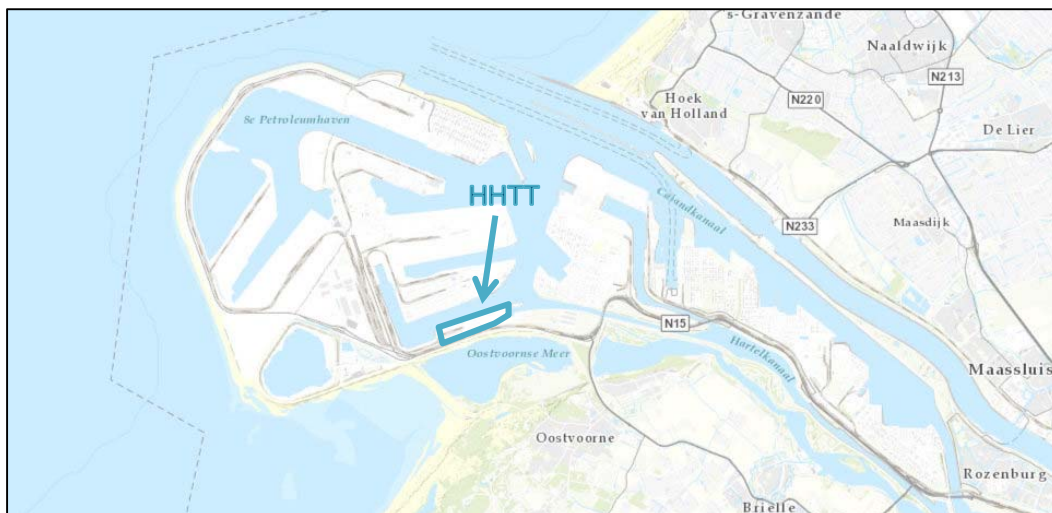 s-Gravenzande
Naaldwijk
N213
N220
Hoek
van Holland
De Lier
8e Petroleumhaven
HHTT
Calandkanaal
N233
Maasdijk
N15
Hartelkanaal
Oostvoornse Meer
Maassluis
Oostvoorne
Rozenburg
Brielle